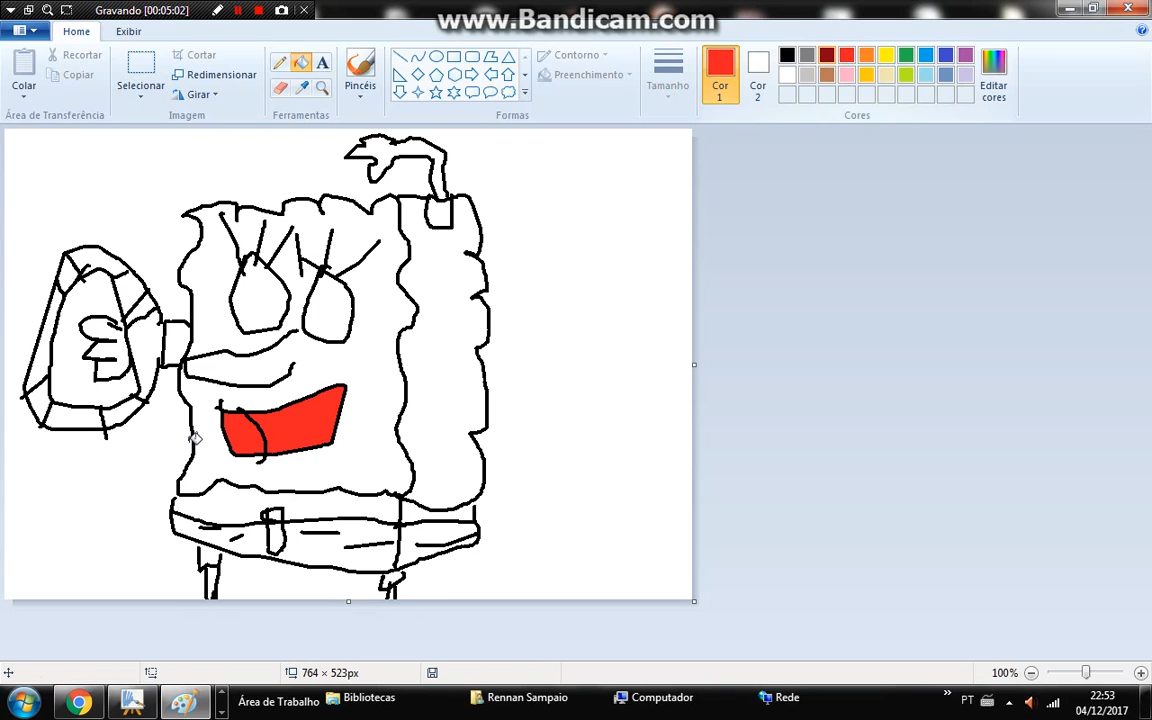 Gravando [00:05:02]
www.Bandicam.com
Home Exibir
Colar
Recortar
Copiar
Área de Transferência
Selecionar
Cortar
Redimensionar
Girar
Imagem
A
Ferramentas
Pincéis
Formas
Contorno
Preenchimento
Tamanho
Cor 1
Cor 2
Editar cores
Cores
764 × 523px
100%
Área de Trabalho
Bibliotecas
Rennan Sampaio
Computador
Rede
»
PT
22:53
04/12/2017